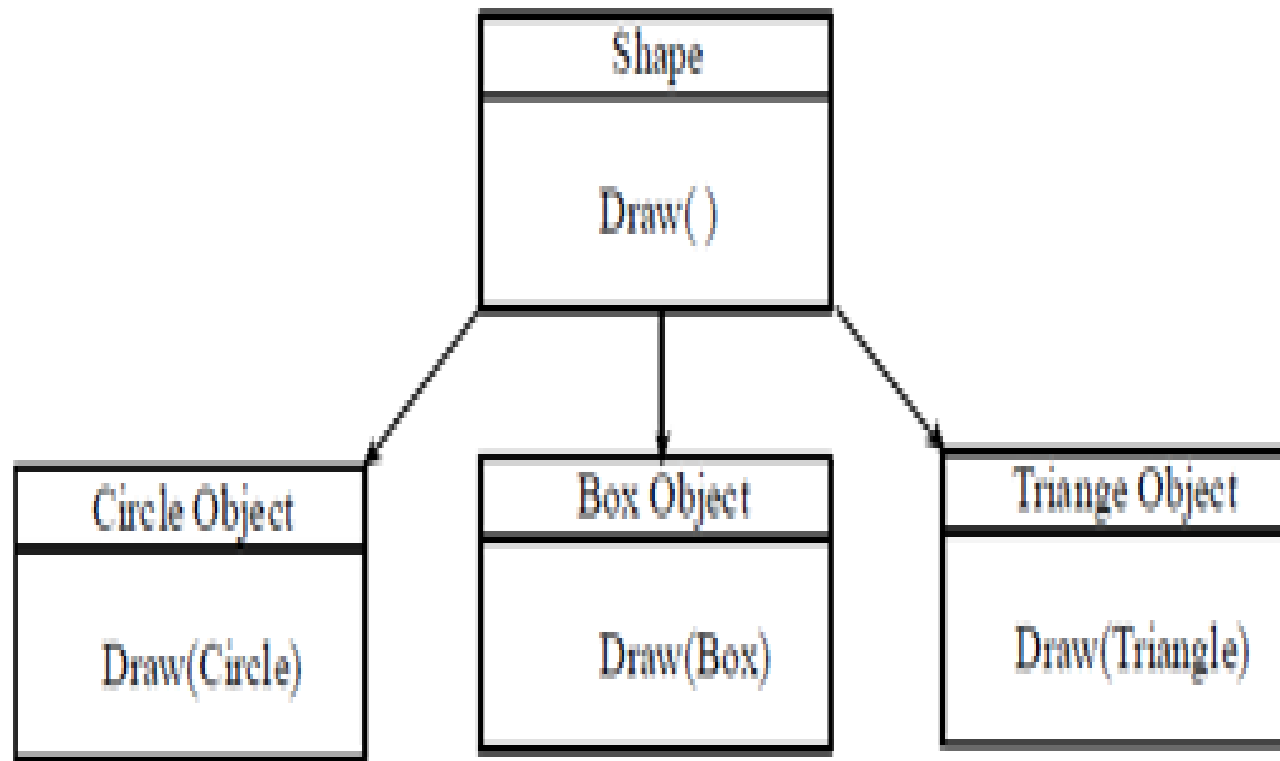 Shape
Draw( )
Circle Object
Draw(Circle)
Box Object
Draw(Box)
Triange Object
Draw(Triangle)